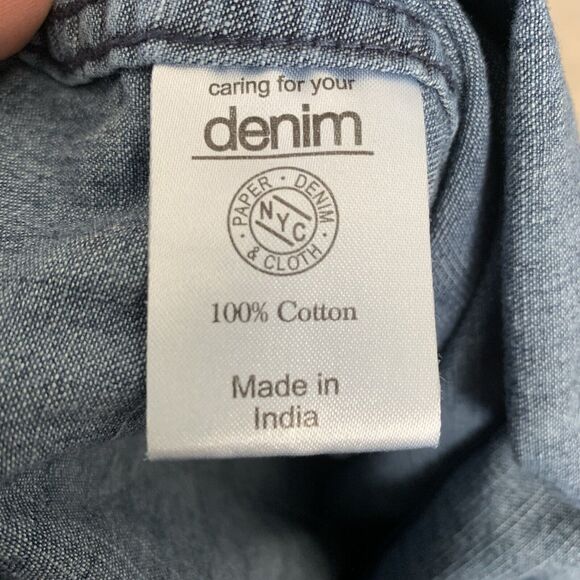 caring for your
denim
PAPER · DENIM
NYC
& CLOTH ·
100% Cotton
Made in
India